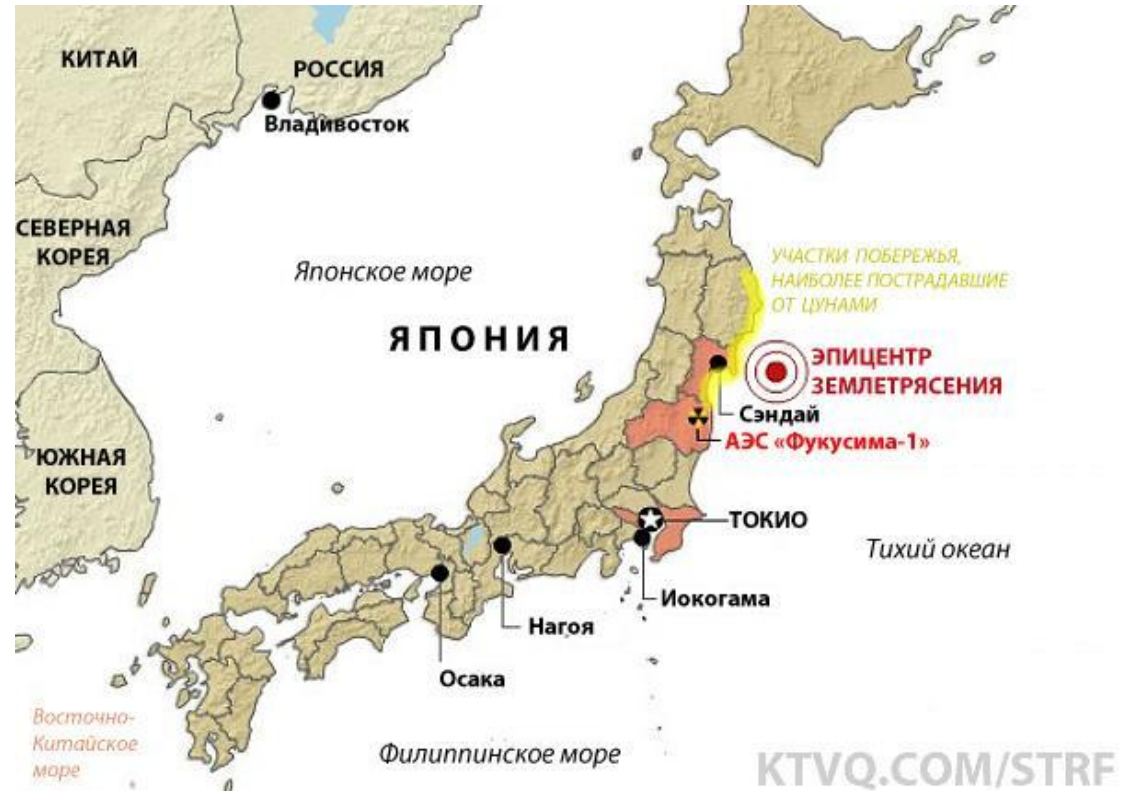 КИТАЙ
РОССИЯ
Владивосток
СЕВЕРНАЯ
КОРЕЯ
Японское море
УЧАСТКИ ПОБЕРЕЖЬЯ,
НАИБОЛЕЕ ПОСТРАДАВШИЕ
ОТ ЦУНАМИ
ЯПОНИЯ
ЭПИЦЕНТР
ЗЕМЛЕТРЯСЕНИЯ
Сэндай
АЭС «Фукусима-1»
ЮЖНАЯ
КОРЕЯ
ТОКИО
Тихий океан
Иокогама
Нагоя
Осака
Восточно-
Китайское
море
Филиппинское море
KTVQ.COM/STRF